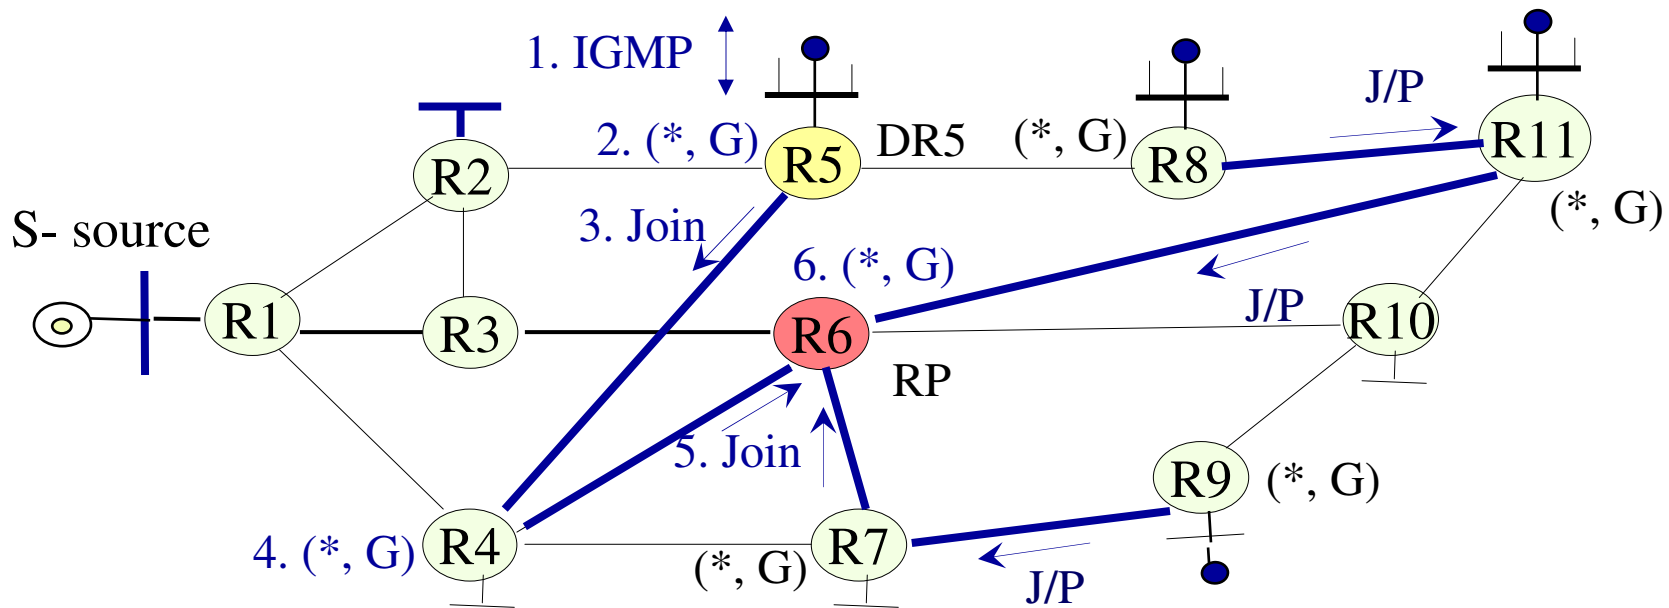 1. IGMP
J/P
2. (*, G)
R5
DR5
(*, G)
R8
R11
R2
(*, G)
S- source
3. Join
6. (*, G)
R1
R3
R6
J/P
R10
RP
5. Join
R9
(*, G)
4. (*, G)
R4
(*, G)
R7
J/P